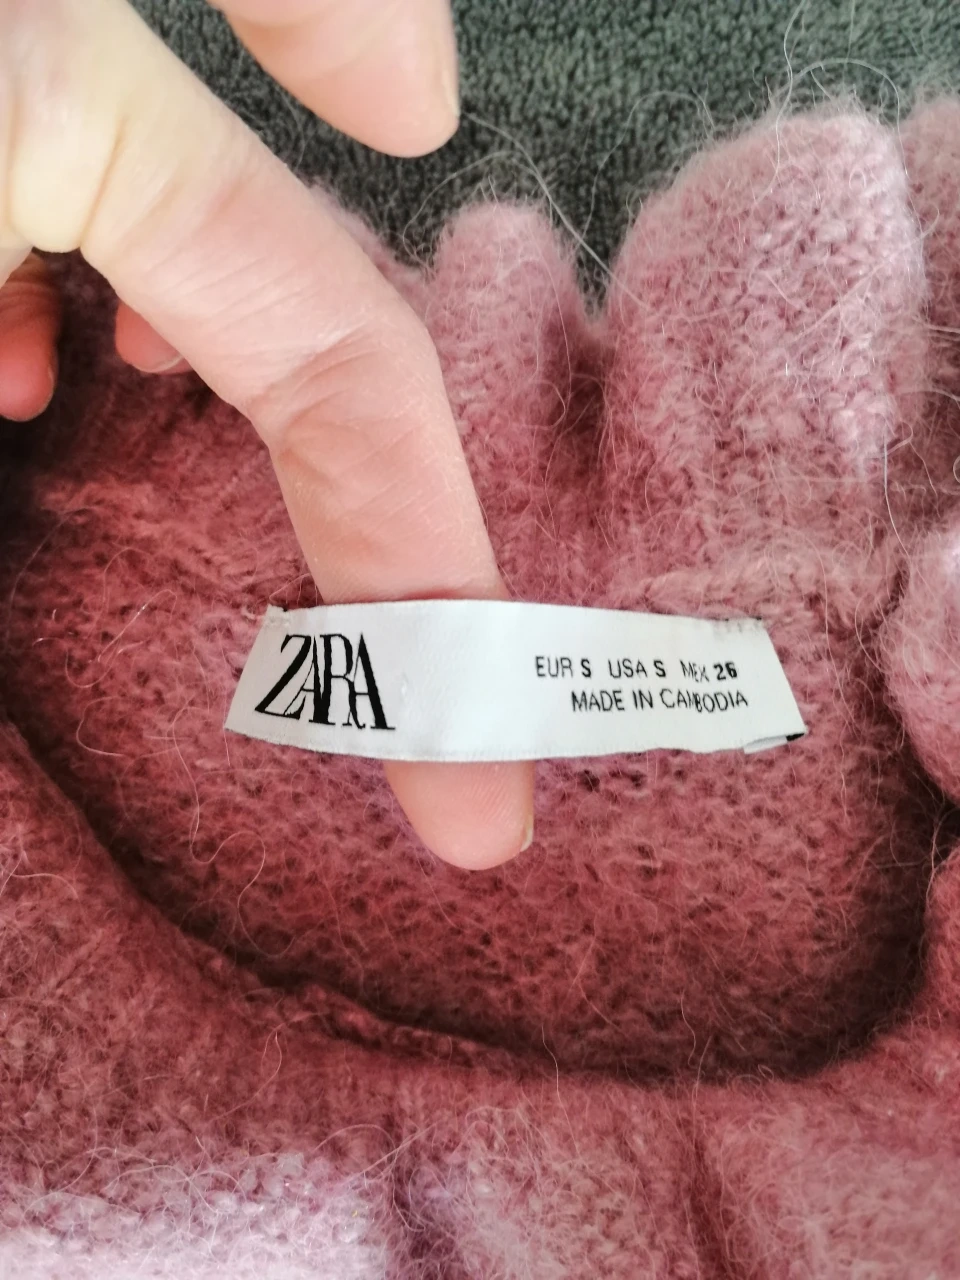 ZARA
EUR S USA S MEX 26
MADE IN CAMBODIA